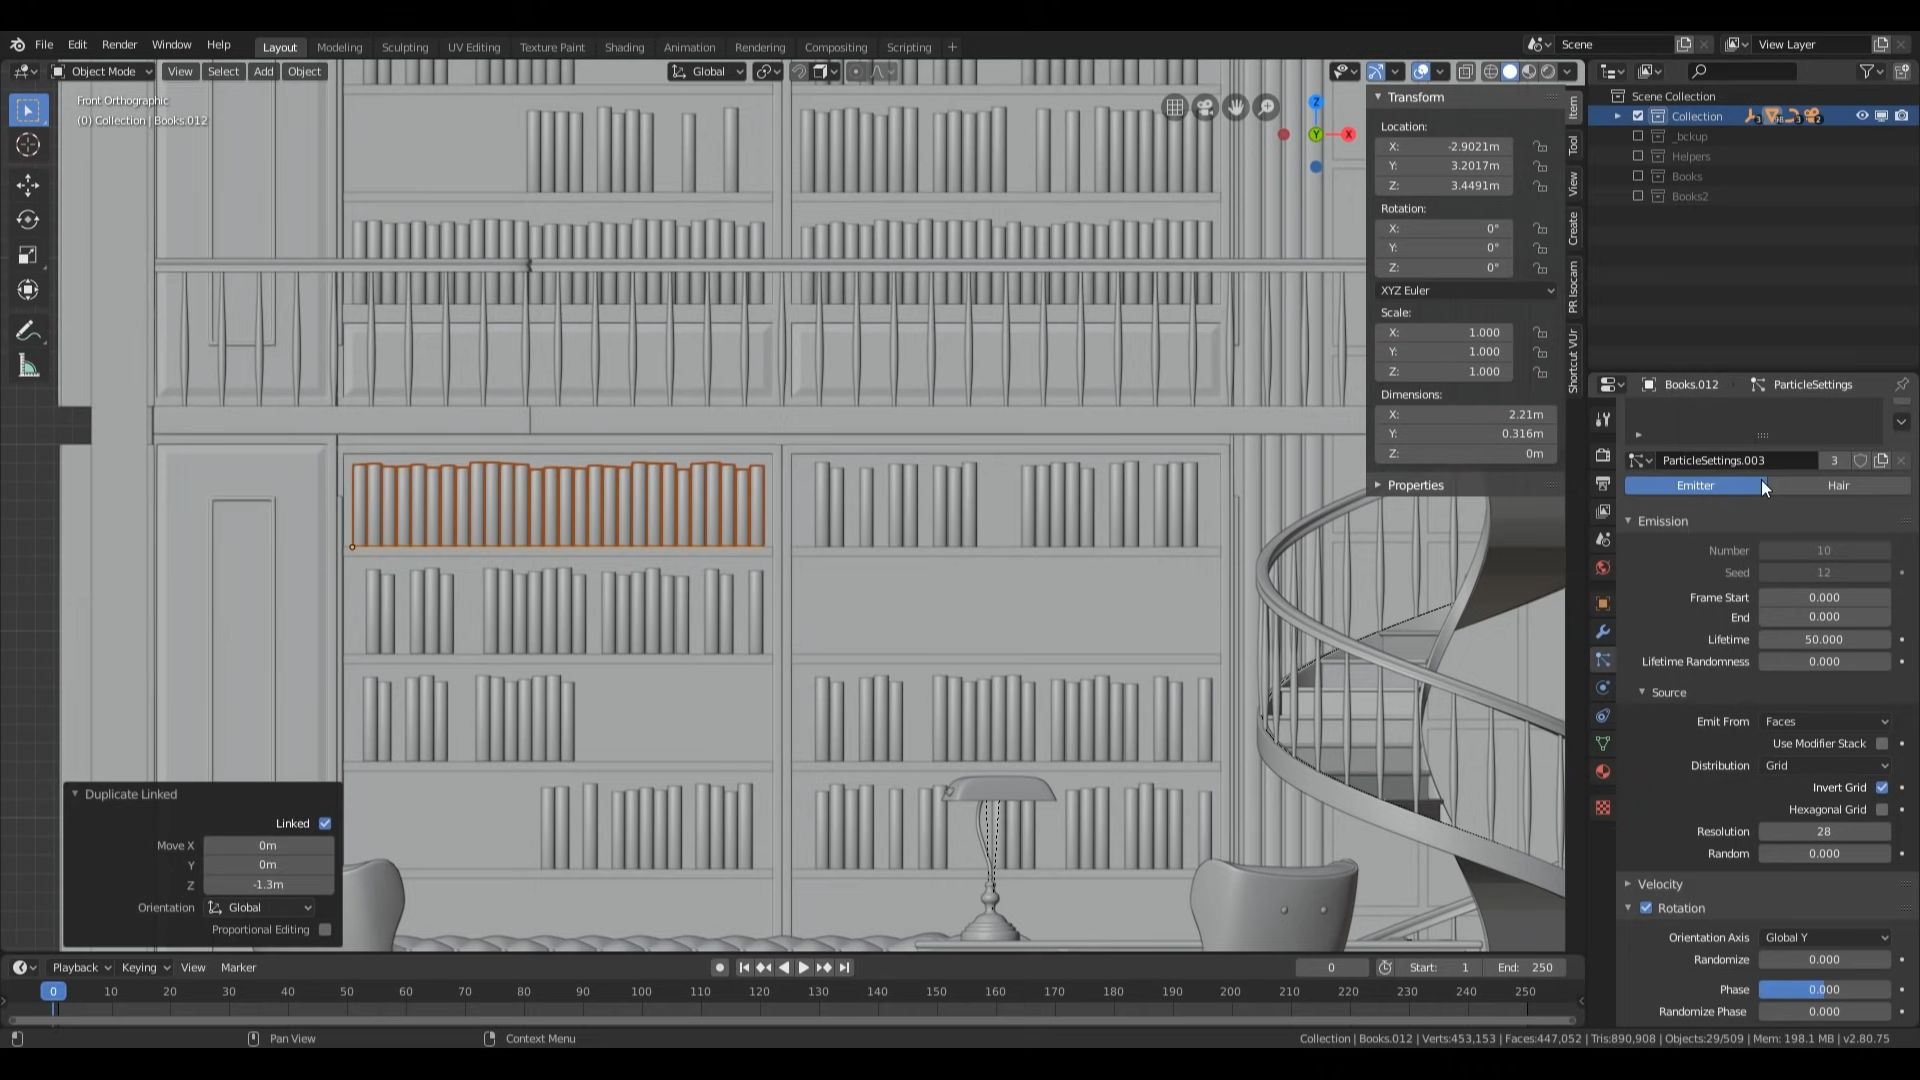 File Edit Render Window Help Layout Modeling Sculpting UV Editing Texture Paint Shading Animation Rendering Compositing Scripting + Scene View Layer
Object Mode View Select Add Object Global
Front Orthographic
(0) Collection | Books.012
Z
Y
X
Transform
Location:
X: -2.9021m
Y: 3.2017m
Z: 3.4491m
Rotation:
X: 0°
Y: 0°
Z: 0°
XYZ Euler
Scale:
X: 1.000
Y: 1.000
Z: 1.000
Dimensions:
X: 2.21m
Y: 0.316m
Z: 0m
Properties
Item
Tool
View
Create
PR Isocam
Shortcut VUr
Scene Collection
Collection 3 98 3 2
_bckup
Helpers
Books
Books2
Books.012 ParticleSettings
ParticleSettings.003 3
Emitter Hair
Emission
Number 10
Seed 12
Frame Start 0.000
End 0.000
Lifetime 50.000
Lifetime Randomness 0.000
Source
Emit From Faces
Use Modifier Stack
Distribution Grid
Invert Grid
Hexagonal Grid
Resolution 28
Random 0.000
Velocity
Rotation
Orientation Axis Global Y
Randomize 0.000
Phase 0.000
Randomize Phase 0.000
Duplicate Linked
Linked
Move X 0m
Y 0m
Z -1.3m
Orientation Global
Proportional Editing
Playback Keying View Marker 0 Start: 1 End: 250
0 10 20 30 40 50 60 70 80 90 100 110 120 130 140 150 160 170 180 190 200 210 220 230 240 250
Pan View Context Menu Collection | Books.012 | Verts:453,153 | Faces:447,052 | Tris:890,908 | Objects:29/509 | Mem: 198.1 MB | v2.80.75